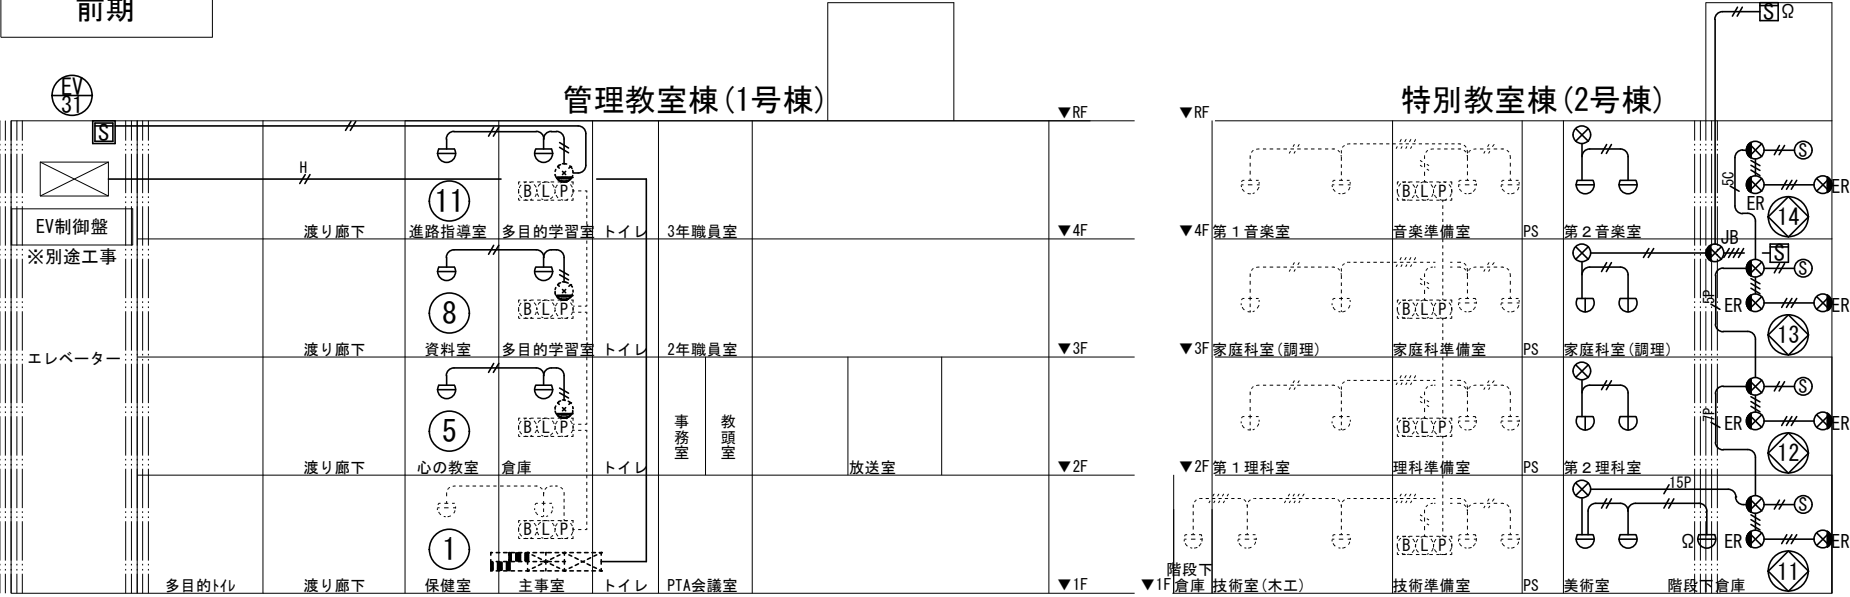 前期
EV
31
管理教室棟(1号棟)
特別教室棟(2号棟)
S Ω
▼RF
▼RF
S
H
EV制御盤
※別途工事
エレベーター
11
B L P
渡り廊下 進路指導室 多目的学習室 トイレ 3年職員室 ▼4F
8
B L P
渡り廊下 資料室 多目的学習室 トイレ 2年職員室 ▼3F
5
B L P
事務室
教頭室
渡り廊下 心の教室 倉庫 トイレ 放送室 ▼2F
1
B L P
多目的トイレ 渡り廊下 保健室 主事室 トイレ PTA会議室 ▼1F
B L P
5C
S
ER
ER
14
▼4F 第1音楽室 音楽準備室 PS 第2音楽室
JB
S
B L P
5P
S
ER
ER
13
▼3F 家庭科室(調理) 家庭科準備室 PS 家庭科室(調理)
B L P
7P
S
ER
ER
12
▼2F 第1理科室 理科準備室 PS 第2理科室
15P
S
B L P
Ω
ER
ER
11
▼1F 階段下倉庫 技術室(木工) 技術準備室 PS 美術室 階段下倉庫